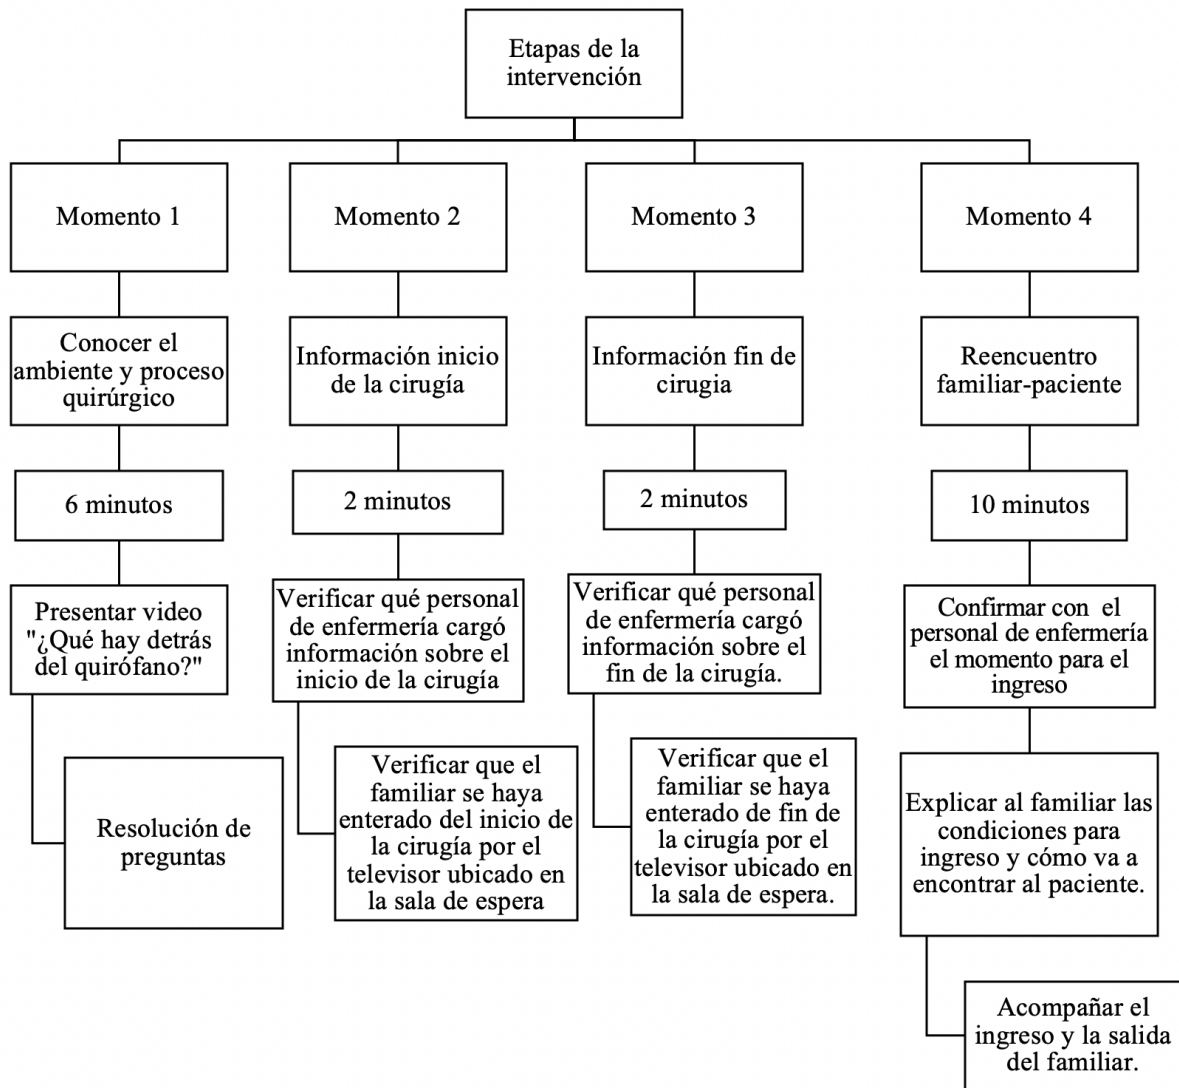 Etapas de la
intervención
Momento 1
Momento 2
Momento 3
Momento 4
Conocer el
ambiente y proceso
quirúrgico
Información inicio
de la cirugía
Información fin de
cirugia
Reencuentro
familiar-paciente
6 minutos
2 minutos
2 minutos
10 minutos
Presentar video
"¿Qué hay detrás
del quirófano?"
Verificar qué personal
de enfermería cargó
información sobre el
inicio de la cirugía
Verificar qué personal
de enfermería cargó
información sobre el
fin de la cirugía.
Confirmar con el
personal de enfermería
el momento para el
ingreso
Resolución de
preguntas
Verificar que el
familiar se haya
enterado del inicio de
la cirugía por el
televisor ubicado en
la sala de espera
Verificar que el
familiar se haya
enterado de fin de
la cirugía por el
televisor ubicado en
la sala de espera.
Explicar al familiar las
condiciones para
ingreso y cómo va a
encontrar al paciente.
Acompañar el
ingreso y la salida
del familiar.